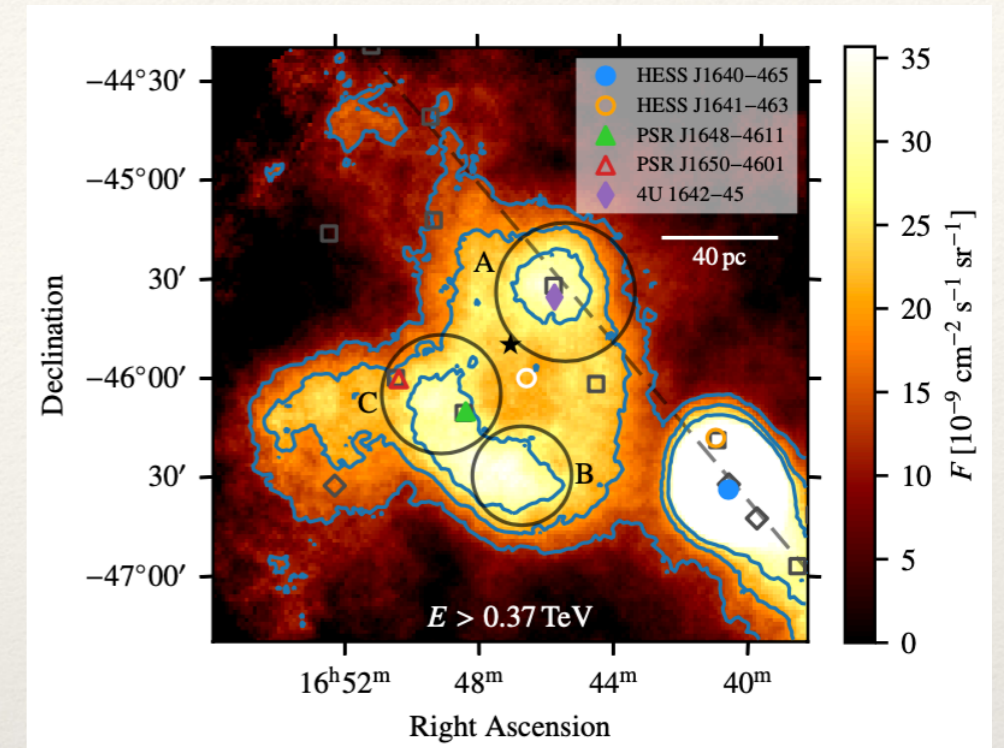 HESS J1640−465
HESS J1641−463
PSR J1648−4611
PSR J1650−4601
4U 1642−45
40 pc
A
C
B
E > 0.37 TeV
−44°30′
−45°00′
30′
−46°00′
30′
−47°00′
Declination
16ʰ52ᵐ
48ᵐ
44ᵐ
40ᵐ
Right Ascension
35
30
25
20
15
10
5
0
F [10⁻⁹ cm⁻² s⁻¹ sr⁻¹]